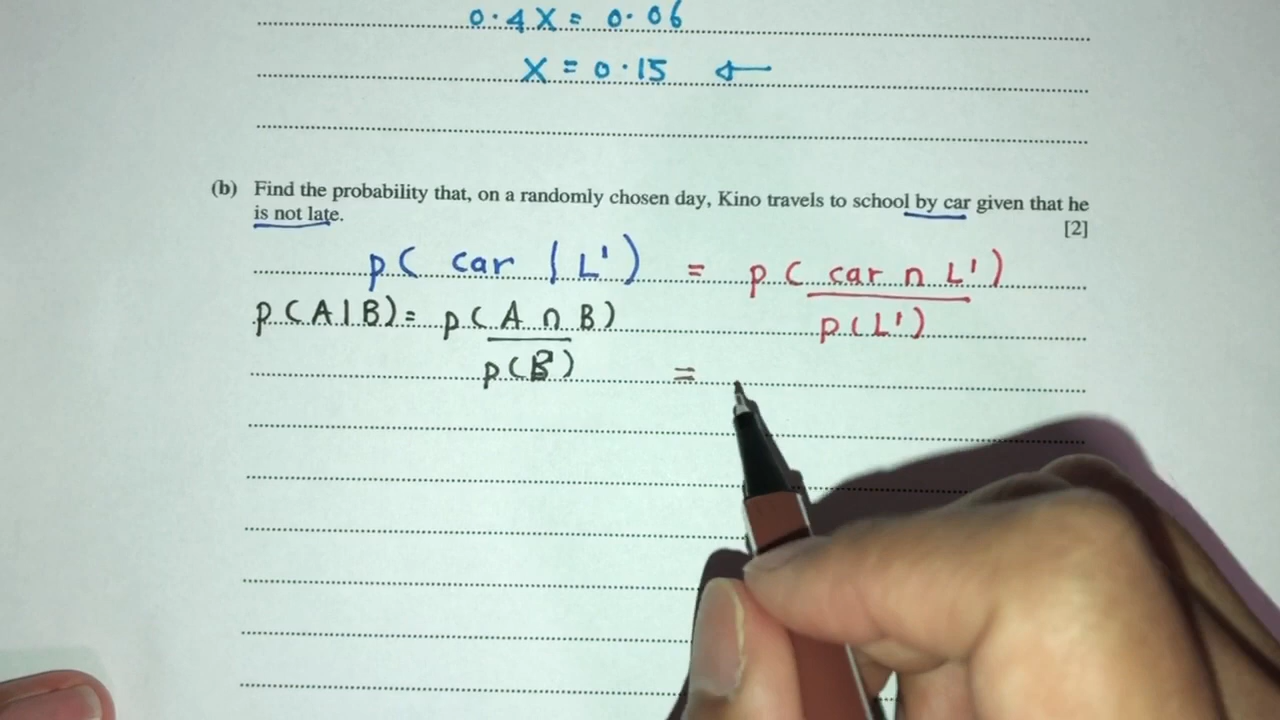 0.4X = 0.06
X = 0.15 ←
(b) Find the probability that, on a randomly chosen day, Kino travels to school by car given that he
is not late.
[2]
P( car | L' ) = P( car ∩ L' )
P(L')
P(A|B) = P( A ∩ B )
P(B)
=